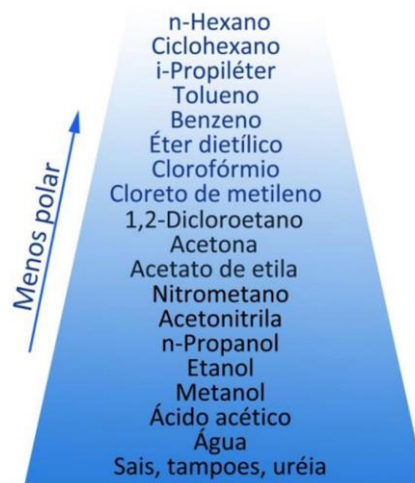 n-Hexano
Ciclohexano
i-Propiléter
Tolueno
Benzeno
Éter dietílico
Clorofórmio
Cloreto de metileno
1,2-Dicloroetano
Acetona
Acetato de etila
Nitrometano
Acetonitrila
n-Propanol
Etanol
Metanol
Ácido acético
Água
Sais, tampoes, uréia
Menos polar